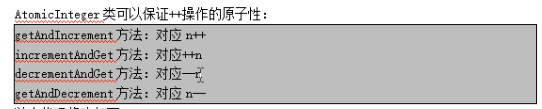 AtomicInteger类可以保证++操作的原子性：
getAndIncrement方法：对应 n++
incrementAndGet方法：对应++n
decrementAndGet方法：对应—n
getAndDecrement方法：对应 n—